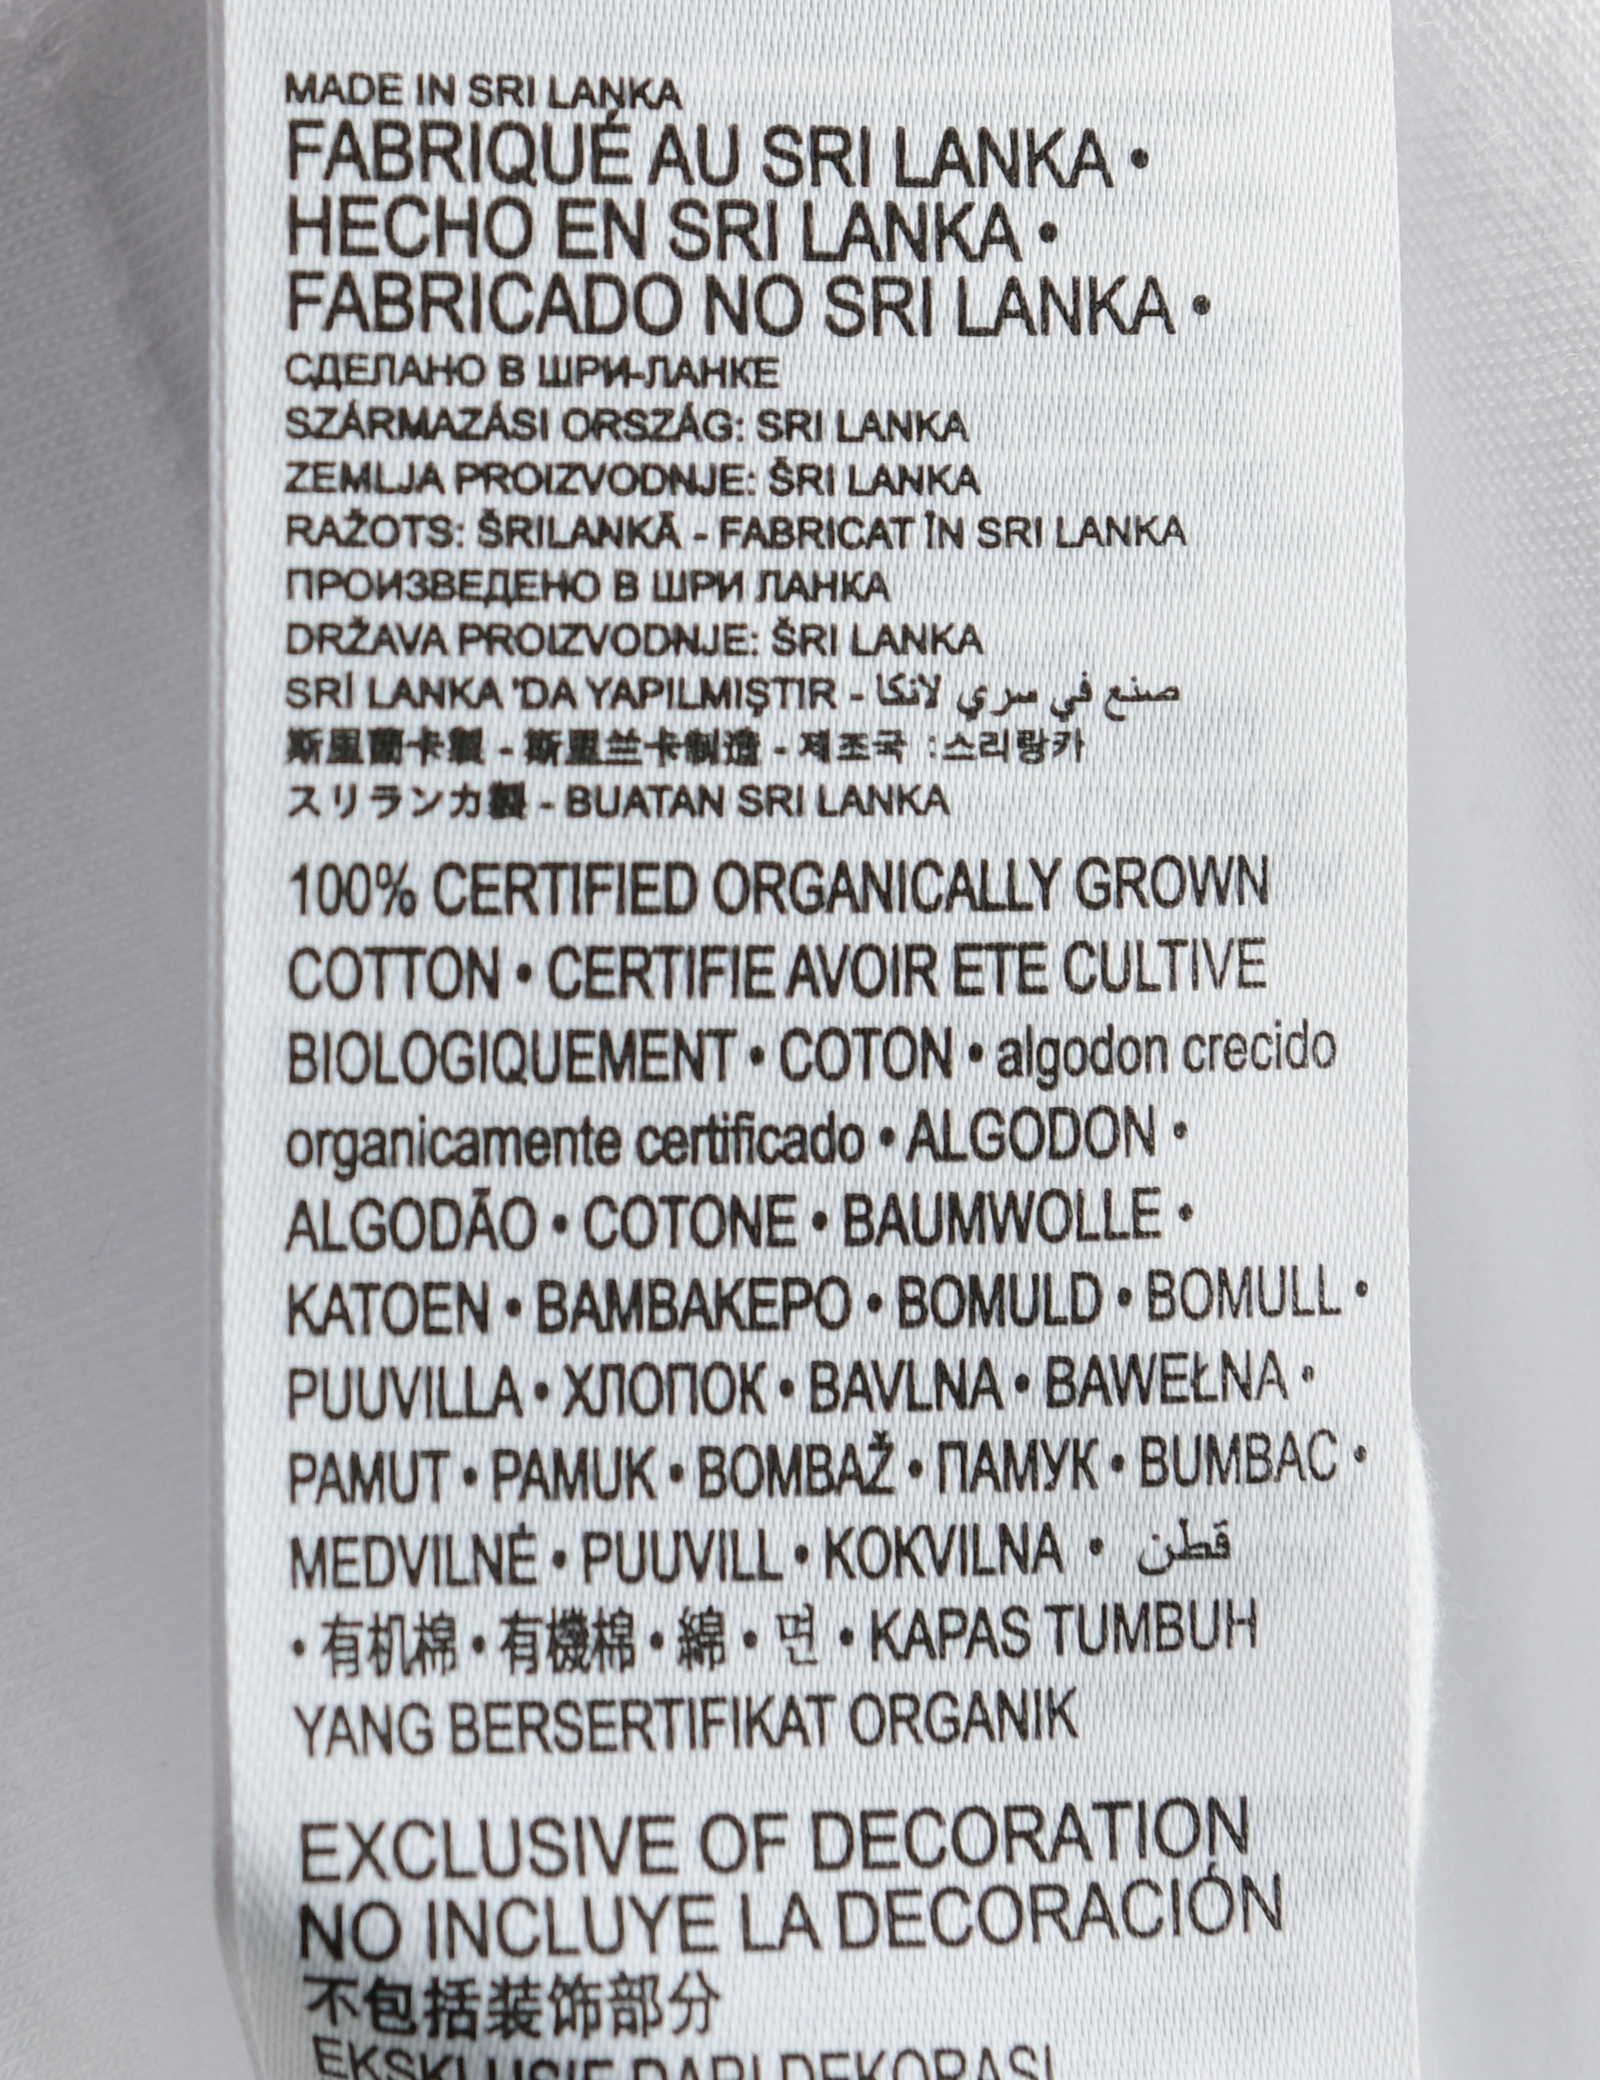 MADE IN SRI LANKA
FABRIQUÉ AU SRI LANKA •
HECHO EN SRI LANKA •
FABRICADO NO SRI LANKA •
СДЕЛАНО В ШРИ-ЛАНКЕ
SZÁRMAZÁSI ORSZÁG: SRI LANKA
ZEMLJA PROIZVODNJE: ŠRI LANKA
RAŽOTS: ŠRILANKĀ - FABRICAT ÎN SRI LANKA
ПРОИЗВЕДЕНО В ШРИ ЛАНКА
DRŽAVA PROIZVODNJE: ŠRI LANKA
SRİ LANKA 'DA YAPILMIŞTIR - صنع في سري لانكا
斯里蘭卡製 - 斯里兰卡制造 - 제조국 :스리랑카
スリランカ製 - BUATAN SRI LANKA
100% CERTIFIED ORGANICALLY GROWN
COTTON • CERTIFIE AVOIR ETE CULTIVE
BIOLOGIQUEMENT • COTON • algodon crecido
organicamente certificado • ALGODON •
ALGODÃO • COTONE • BAUMWOLLE •
KATOEN • BAMBAKEPO • BOMULD • BOMULL •
PUUVILLA • ХЛОПОК • BAVLNA • BAWEŁNA •
PAMUT • PAMUK • BOMBAŽ • ПАМУК • BUMBAC •
MEDVILNĖ • PUUVILL • KOKVILNA • قطن
• 有机棉 • 有機棉 • 綿 • 면 • KAPAS TUMBUH
YANG BERSERTIFIKAT ORGANIK
EXCLUSIVE OF DECORATION
NO INCLUYE LA DECORACIÓN
不包括装饰部分
EKSKLUSIF DARI DEKORASI